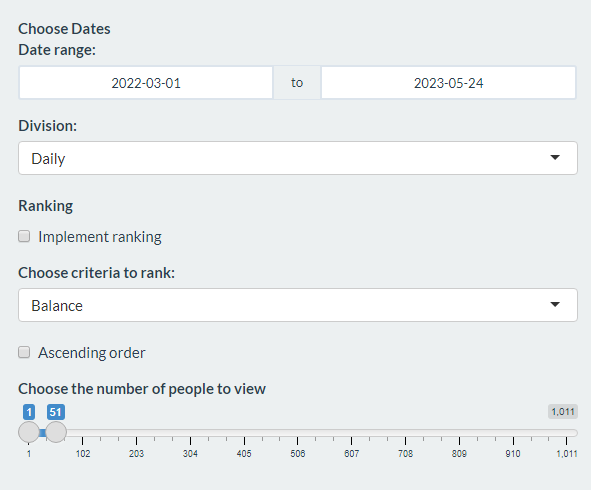 Choose Dates
Date range:
2022-03-01 to 2023-05-24
Division:
Daily
Ranking
Implement ranking
Choose criteria to rank:
Balance
Ascending order
Choose the number of people to view
1 51 1,011
1 102 203 304 405 506 607 708 809 910 1,011